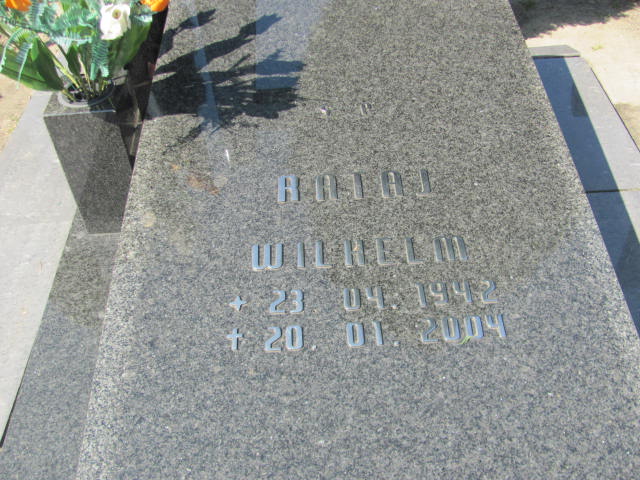 RATAJ
WILHELM
* 23. 04. 1942
+ 20. 01. 2004